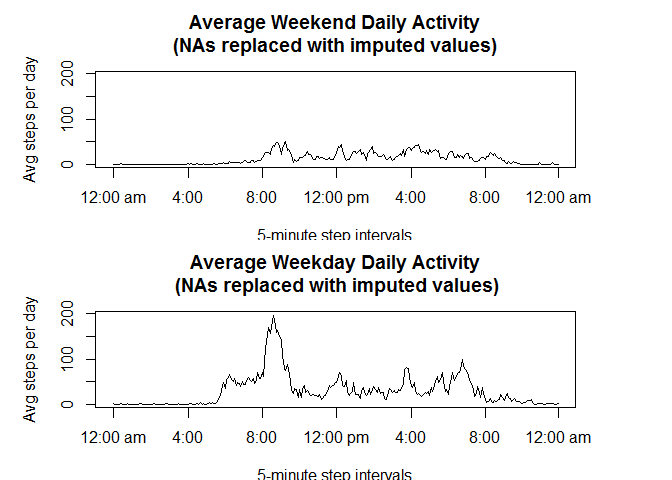 Average Weekend Daily Activity
(NAs replaced with imputed values)
Avg steps per day
200
100
0
12:00 am 4:00 8:00 12:00 pm 4:00 8:00 12:00 am
5-minute step intervals
Average Weekday Daily Activity
(NAs replaced with imputed values)
Avg steps per day
200
100
0
12:00 am 4:00 8:00 12:00 pm 4:00 8:00 12:00 am
5-minute step intervals